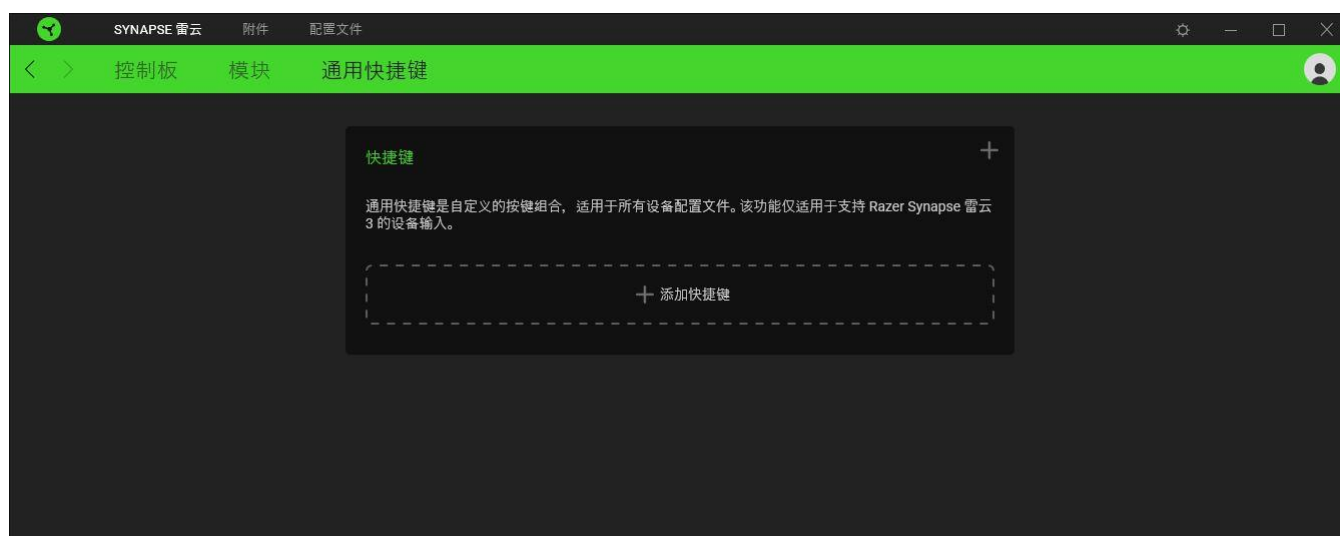 SYNAPSE 雷云 附件 配置文件
控制板 模块 通用快捷键
快捷键
通用快捷键是自定义的按键组合，适用于所有设备配置文件。该功能仅适用于支持 Razer Synapse 雷云
3 的设备输入。
添加快捷键